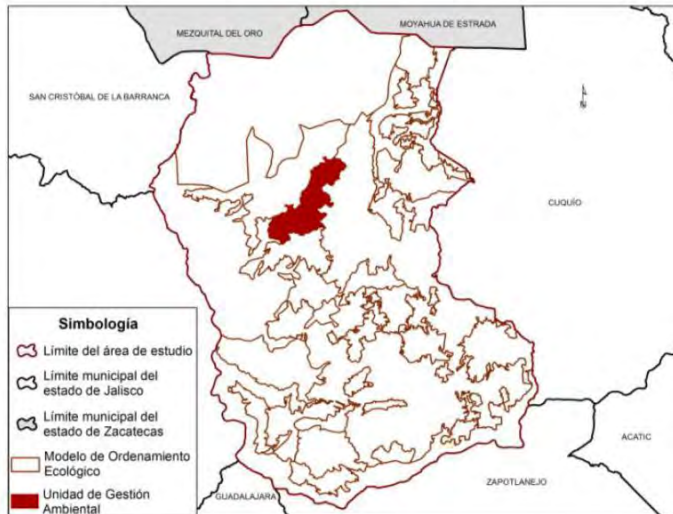 MEZQUITAL DEL ORO
MOYAHUA DE ESTRADA
SAN CRISTÓBAL DE LA BARRANCA
N
CUQUÍO
Simbología
Límite del área de estudio
Límite municipal del
estado de Jalisco
Límite municipal del
estado de Zacatecas
Modelo de Ordenamiento
Ecológico
Unidad de Gestión
Ambiental
GUADALAJARA
ZAPOTLANEJO
ACATIC